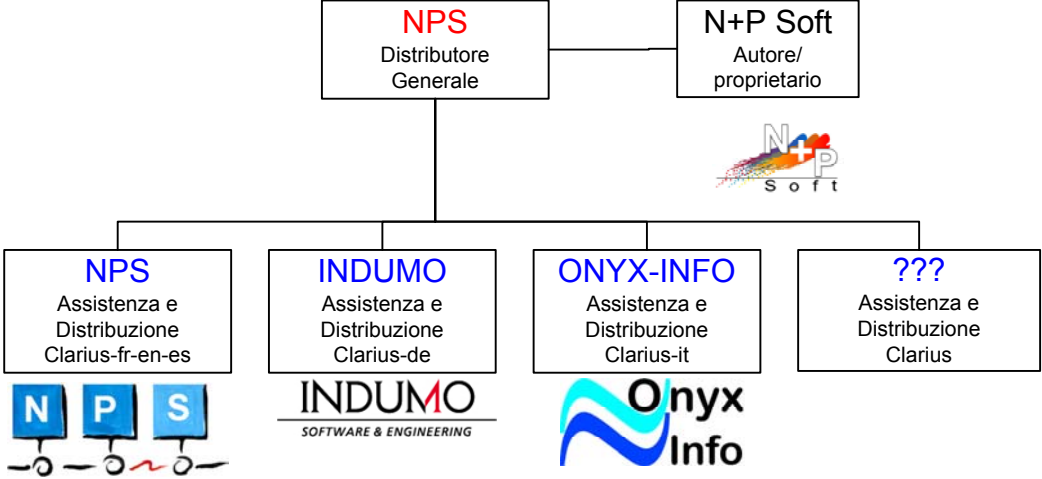 NPS
Distributore
Generale
N+P Soft
Autore/
proprietario
N+P
Soft
NPS
Assistenza e
Distribuzione
Clarius-fr-en-es
INDUMO
Assistenza e
Distribuzione
Clarius-de
ONYX-INFO
Assistenza e
Distribuzione
Clarius-it
???
Assistenza e
Distribuzione
Clarius
N P S
INDUMO
SOFTWARE & ENGINEERING
Onyx
Info